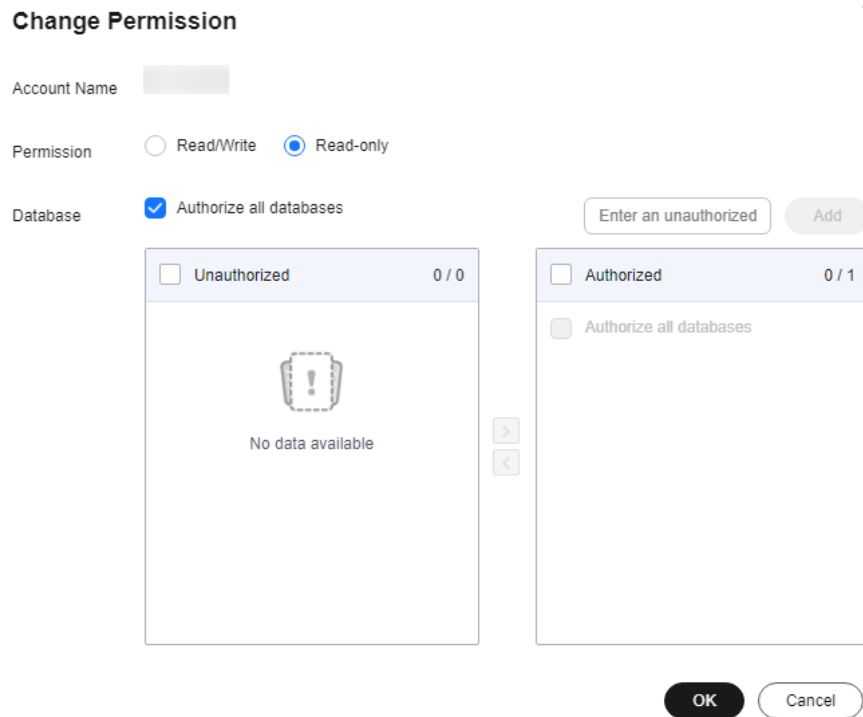 Change Permission
Account Name
Permission Read/Write Read-only
Database Authorize all databases Enter an unauthorized Add
Unauthorized 0 / 0 Authorized 0 / 1
Authorize all databases
No data available
OK Cancel